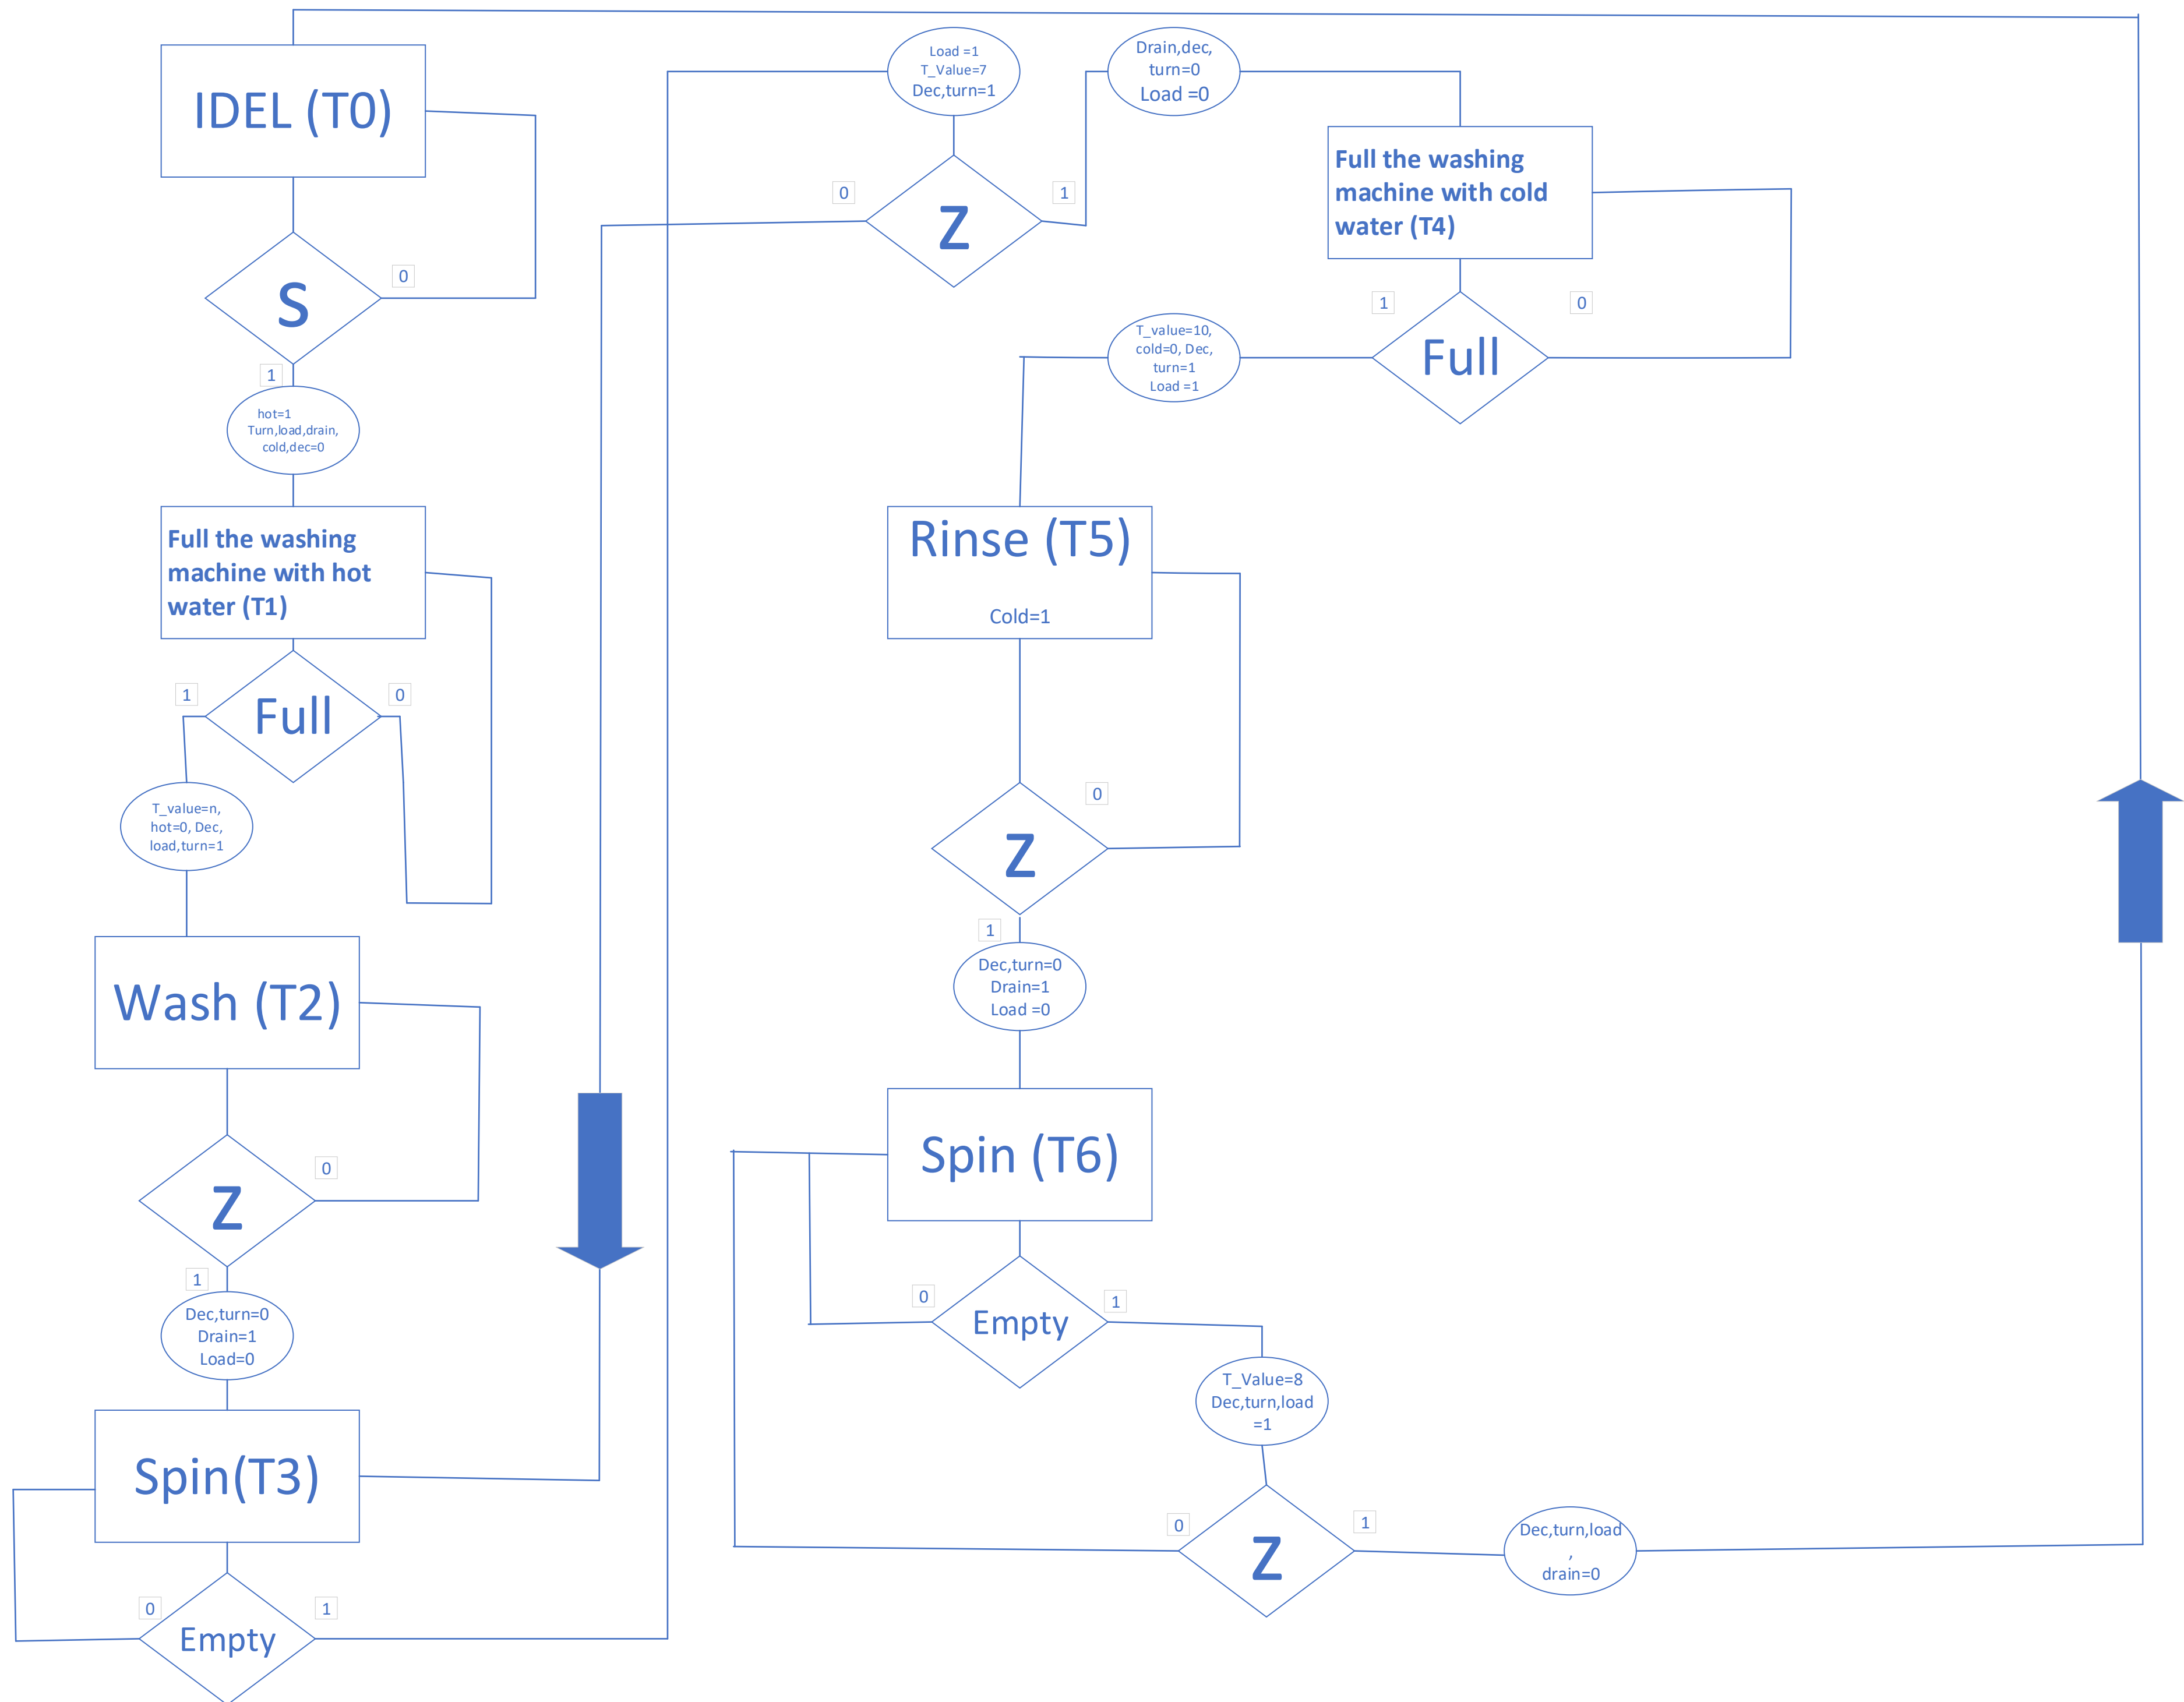 IDEL (T0)
S
0
1
hot=1
Turn,load,drain,
cold,dec=0
Full the washing
machine with hot
water (T1)
Full
1
0
T_value=n,
hot=0, Dec,
load,turn=1
Wash (T2)
Z
0
1
Dec,turn=0
Drain=1
Load=0
Spin(T3)
Empty
0
1
Load =1
T_Value=7
Dec,turn=1
Z
0
1
Drain,dec,
turn=0
Load =0
Full the washing
machine with cold
water (T4)
Full
1
0
T_value=10,
cold=0, Dec,
turn=1
Load =1
Rinse (T5)
Cold=1
Z
0
1
Dec,turn=0
Drain=1
Load =0
Spin (T6)
Empty
0
1
T_Value=8
Dec,turn,load
=1
Z
0
1
Dec,turn,load
,
drain=0